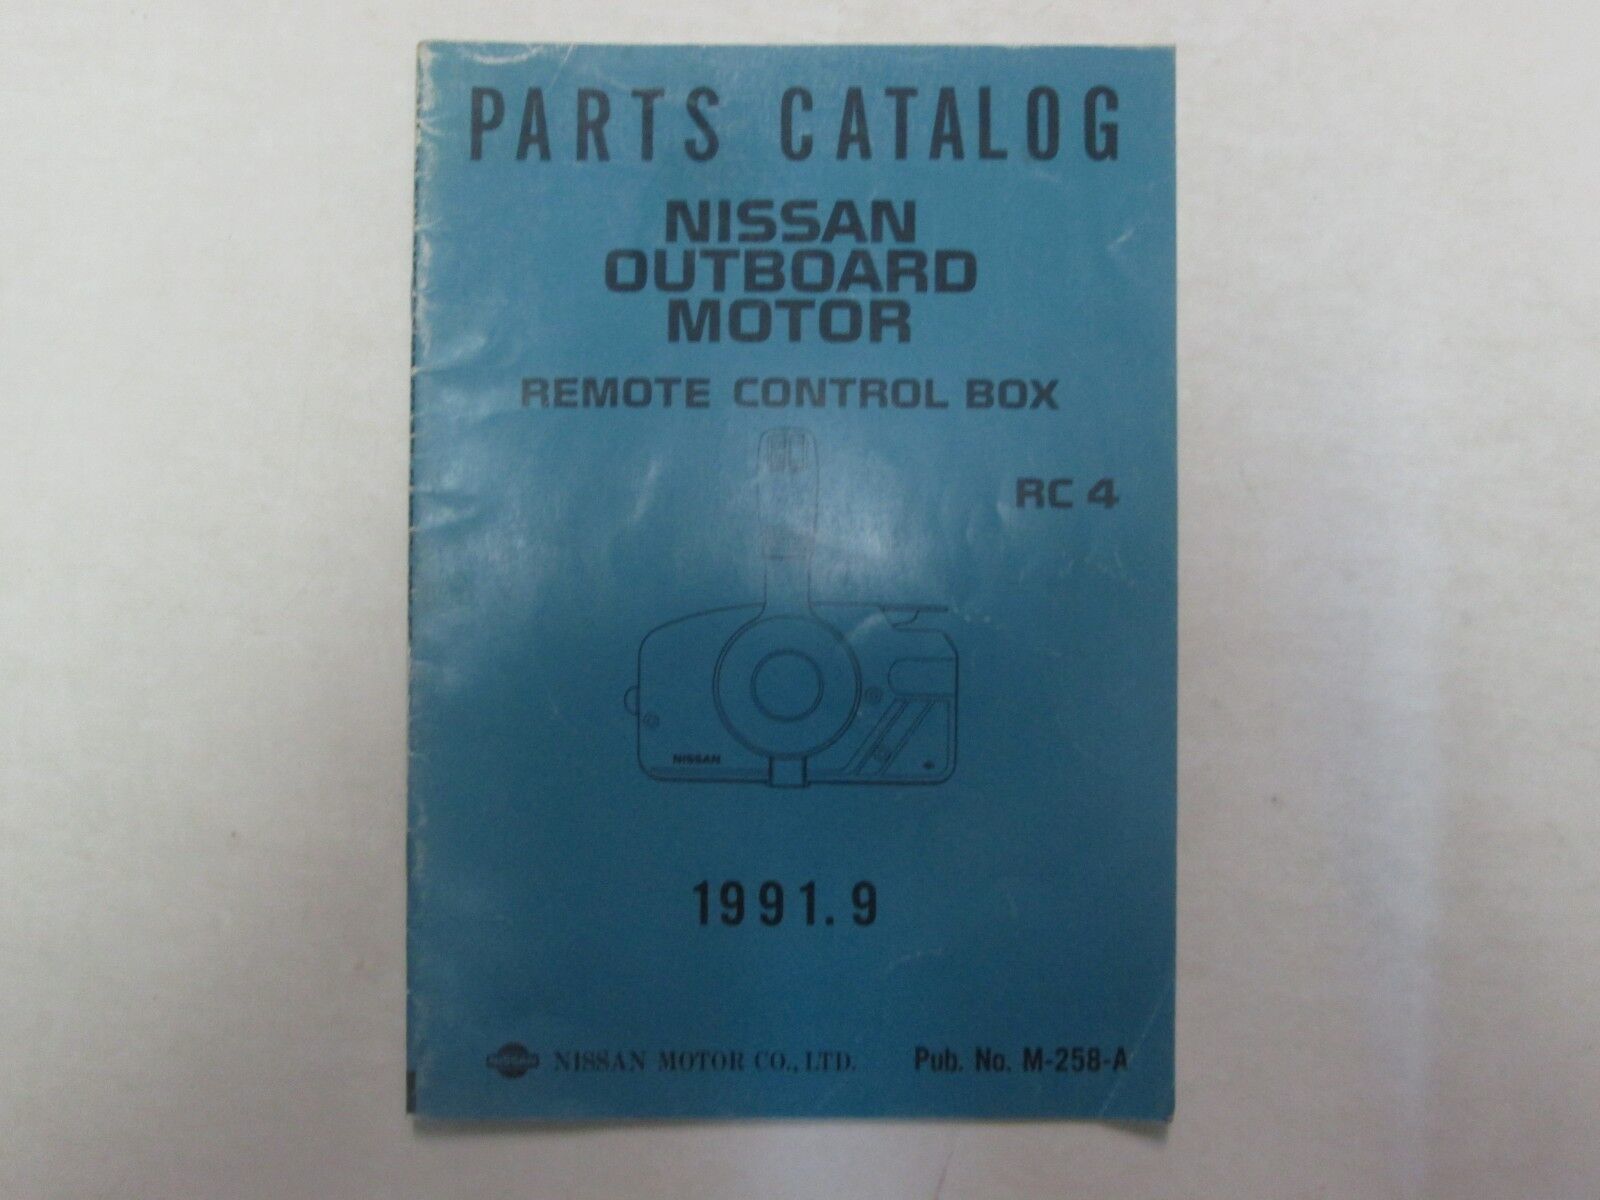 PARTS CATALOG
NISSAN
OUTBOARD
MOTOR
REMOTE CONTROL BOX
RC 4
NISSAN
1991.9
NISSAN NISSAN MOTOR CO., LTD. Pub. No. M-258-A